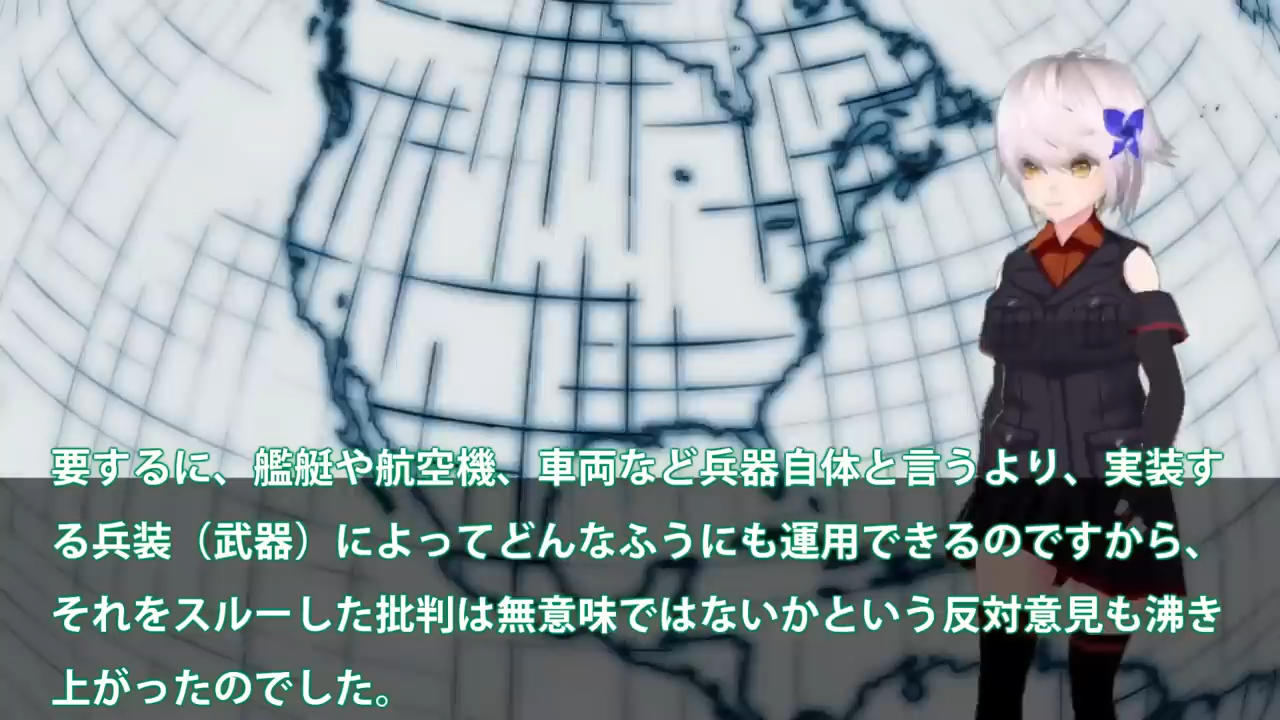 要するに、艦艇や航空機、車両など兵器自体と言うより、実装す
る兵装（武器）によってどんなふうにも運用できるのですから、
それをスルーした批判は無意味ではないかという反対意見も沸き
上がったのでした。